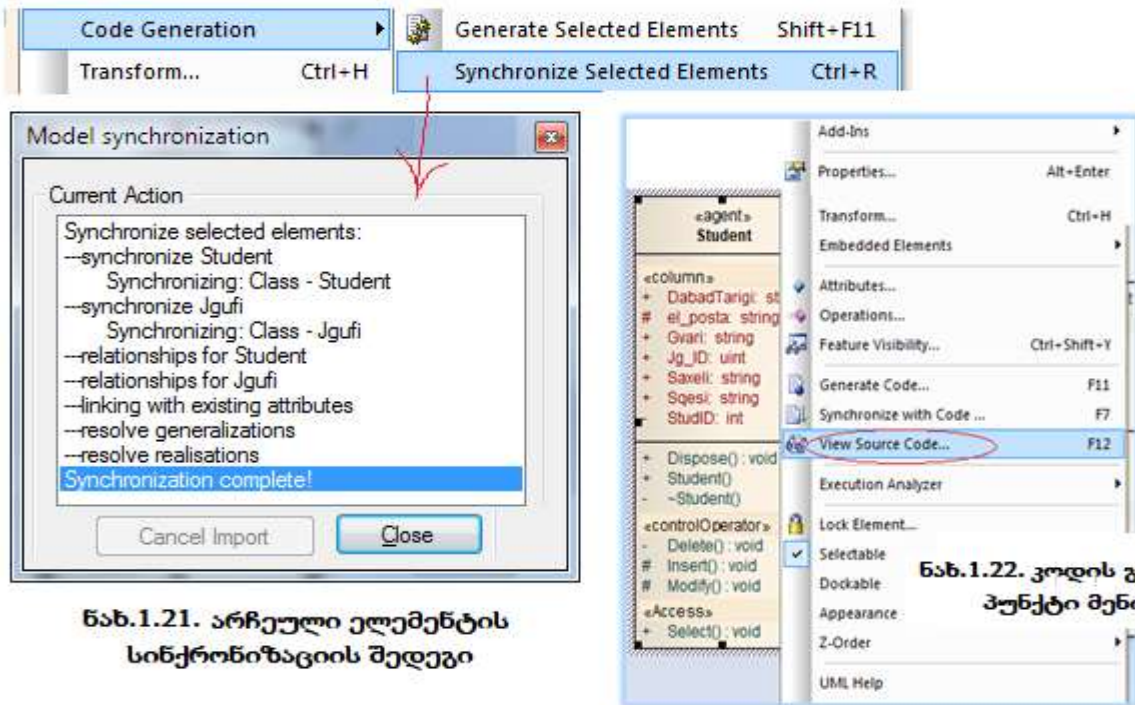 Code Generation
Generate Selected Elements Shift+F11
Transform... Ctrl+H
Synchronize Selected Elements Ctrl+R
Model synchronization
Current Action
Synchronize selected elements:
---synchronize Student
Synchronizing: Class - Student
---synchronize Jgufi
Synchronizing: Class - Jgufi
---relationships for Student
---relationships for Jgufi
---linking with existing attributes
---resolve generalizations
---resolve realisations
Synchronization complete!
Cancel Import
Close
ნახ.1.21. არჩეული ელემენტის
სინქრონიზაციის შედეგი
«agent»
Student
«column»
+ DabadTarigi: st
# el_posta: string
+ Gvari: string
+ Jg_ID: uint
+ Saxeli: string
+ Sqesi: string
StudID: int
+ Dispose() : void
+ Student()
- ~Student()
«controlOperator»
- Delete() : void
# Insert() : void
# Modify() : void
«Access»
+ Select() : void
Add-Ins
Properties... Alt+Enter
Transform... Ctrl+H
Embedded Elements
Attributes...
Operations...
Feature Visibility... Ctrl+Shift+Y
Generate Code... F11
Synchronize with Code ... F7
View Source Code... F12
Execution Analyzer
Lock Element...
Selectable
Dockable
Appearance
Z-Order
UML Help
ნახ.1.22. კოდის გ
პუნქტი მენ